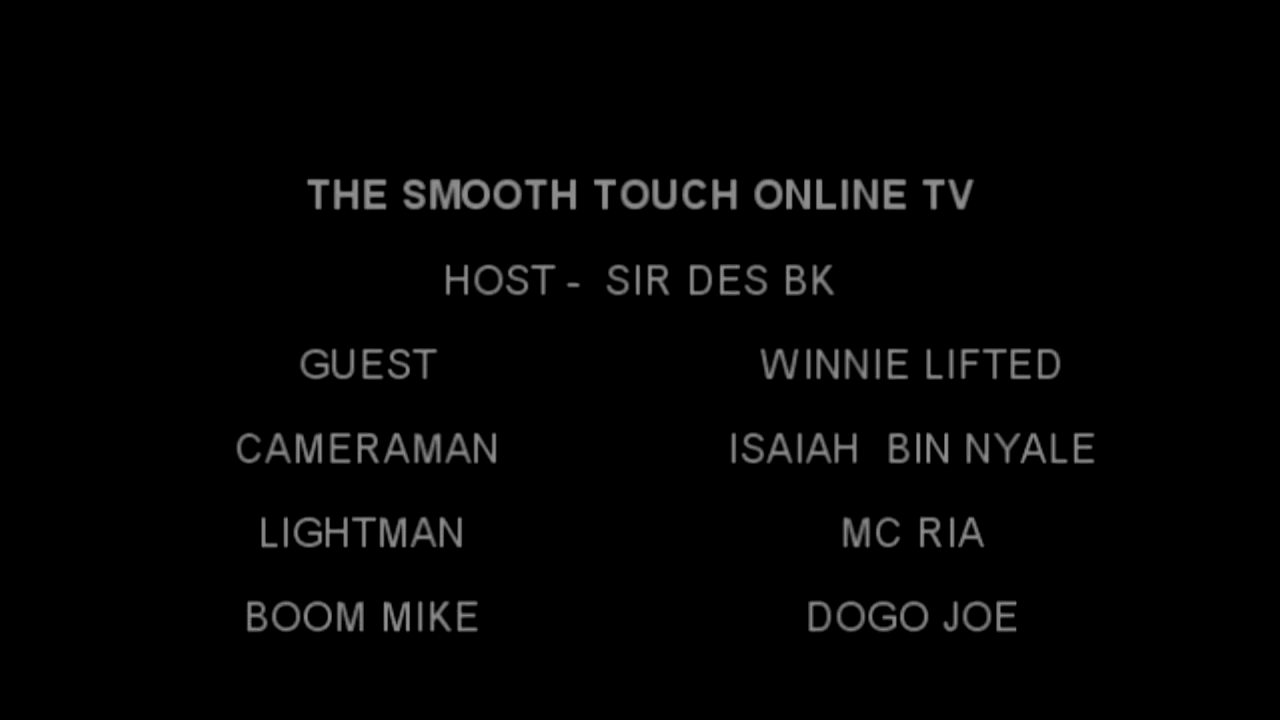 THE SMOOTH TOUCH ONLINE TV
HOST - SIR DES BK
GUEST WINNIE LIFTED
CAMERAMAN ISAIAH BIN NYALE
LIGHTMAN MC RIA
BOOM MIKE DOGO JOE